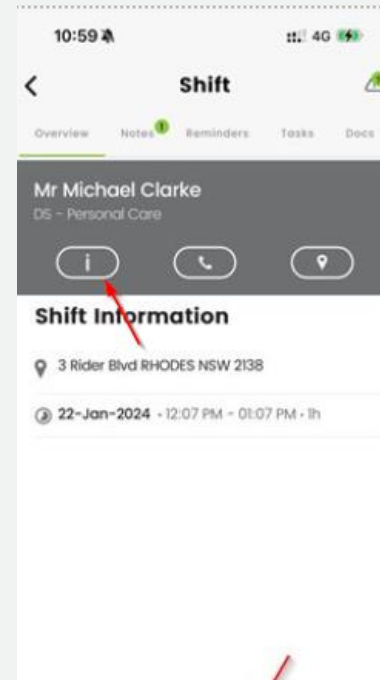 10:59 4G
Shift
Overview Notes 1 Reminders Tasks Docs
Mr Michael Clarke
DS - Personal Care
i
Shift Information
3 Rider Blvd RHODES NSW 2138
22-Jan-2024 • 12:07 PM - 01:07 PM • 1h